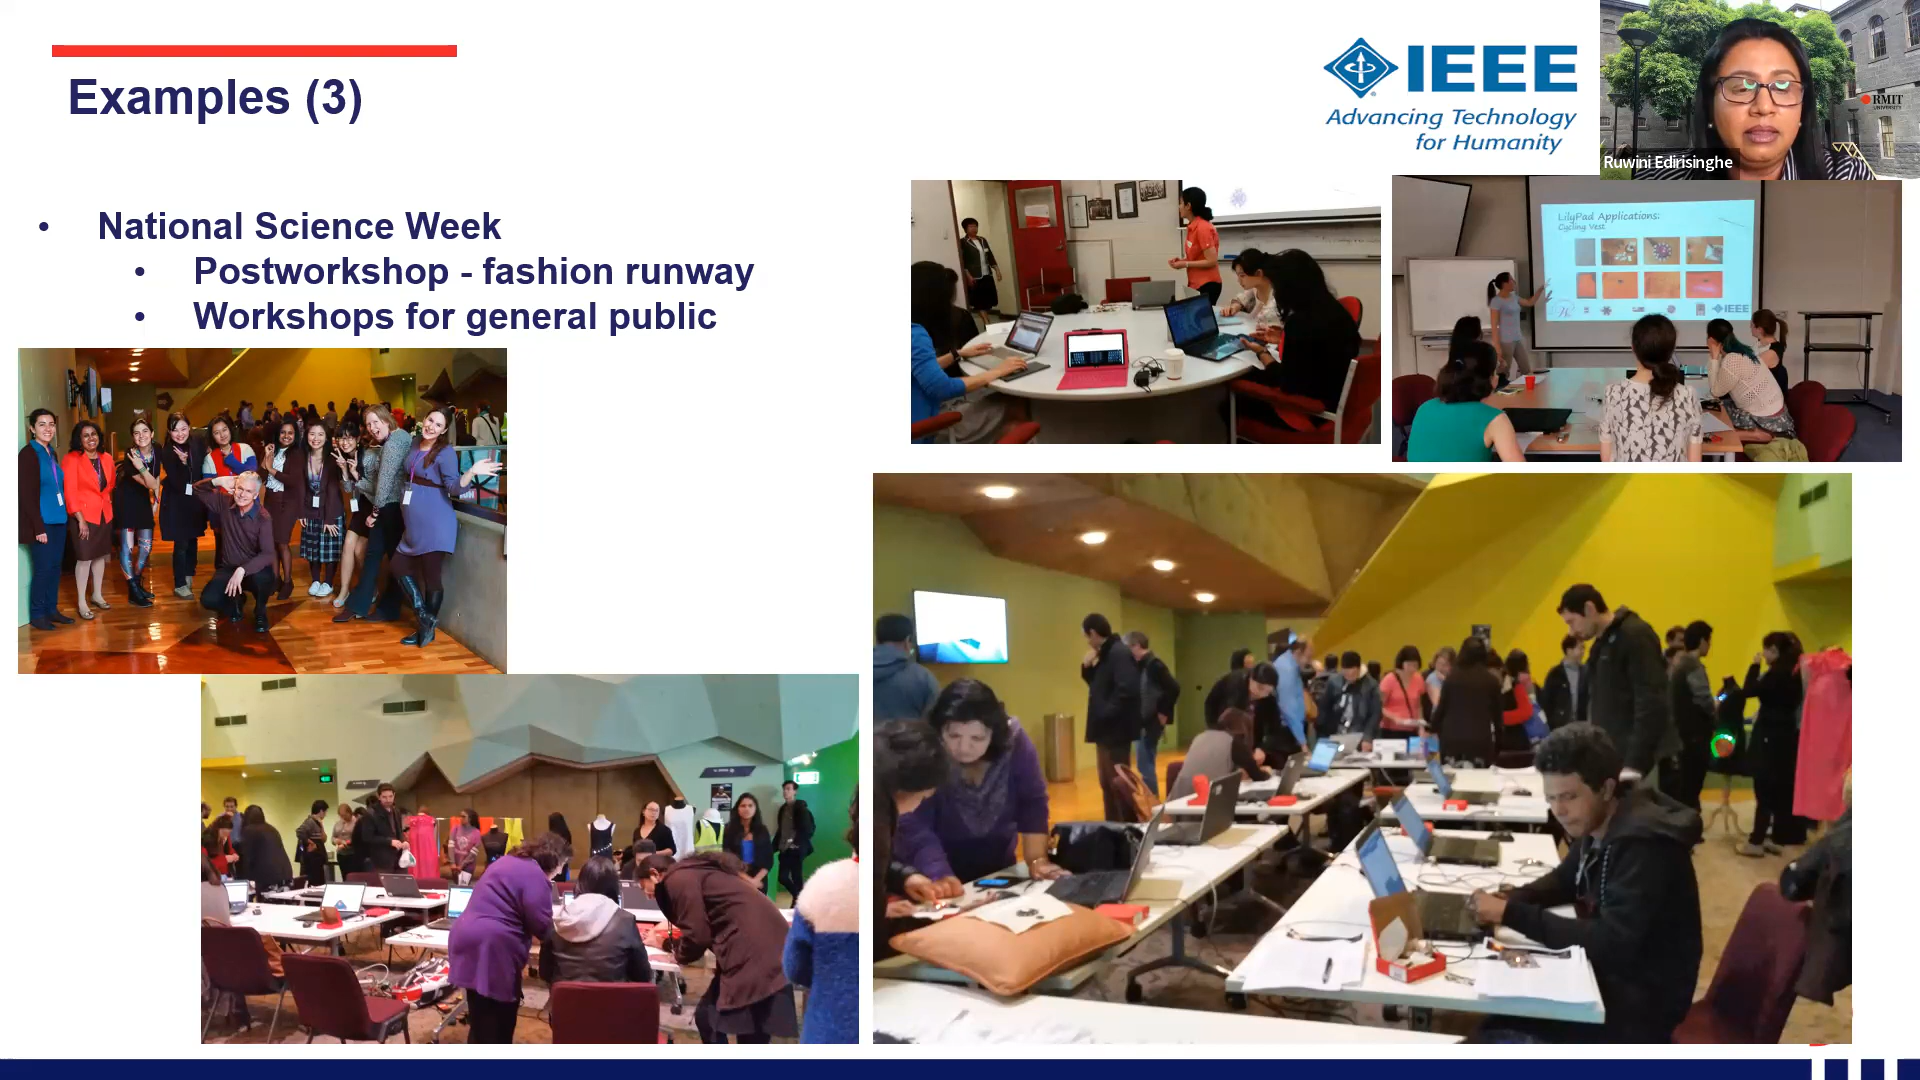 Examples (3)
IEEE
Advancing Technology
for Humanity
RMIT
UNIVERSITY
Ruwini Edirisinghe
• National Science Week
• Postworkshop - fashion runway
• Workshops for general public
LilyPad Applications:
Cycling Vest
IEEE